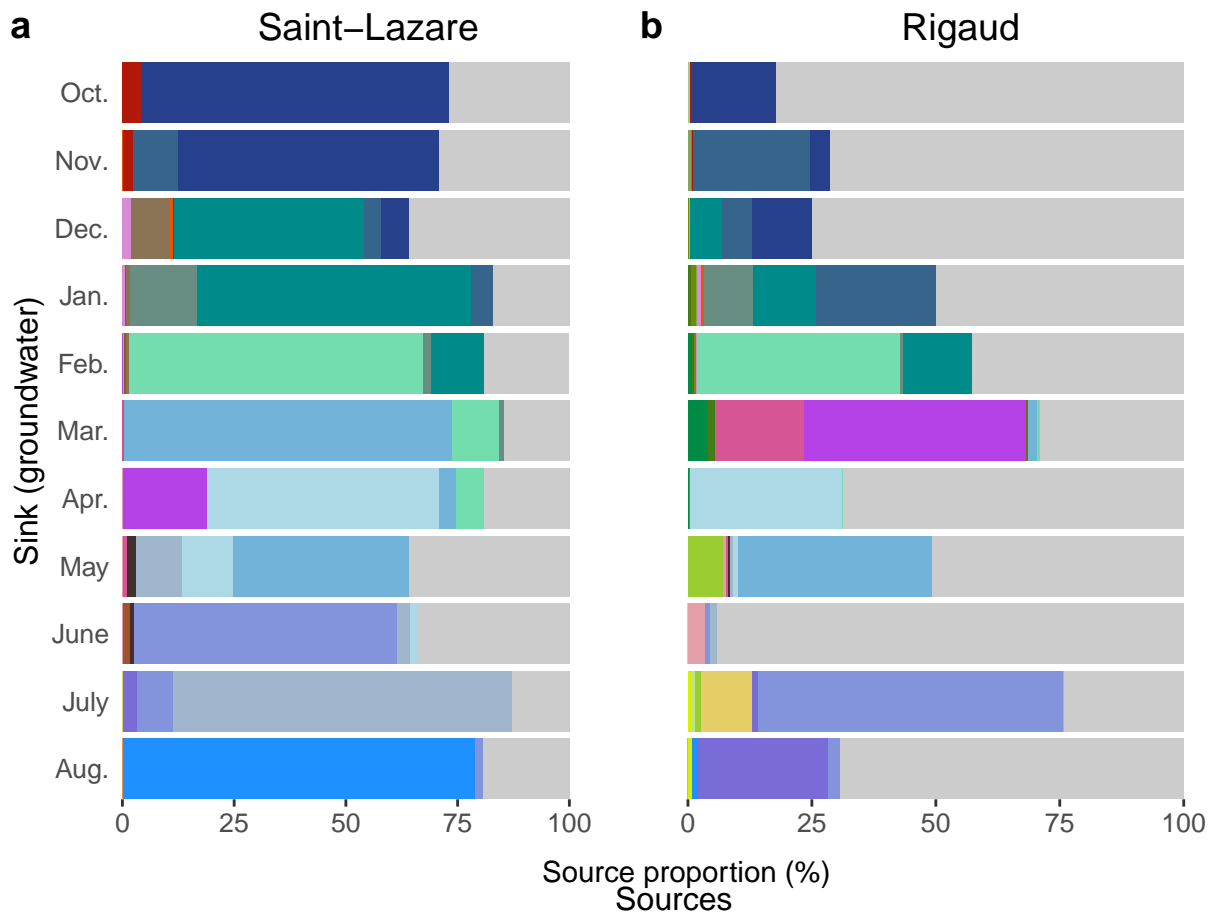 a Saint–Lazare b Rigaud
Sink (groundwater)
Oct.
Nov.
Dec.
Jan.
Feb.
Mar.
Apr.
May
June
July
Aug.
0 25 50 75 100 0 25 50 75 100
Source proportion (%)
Sources